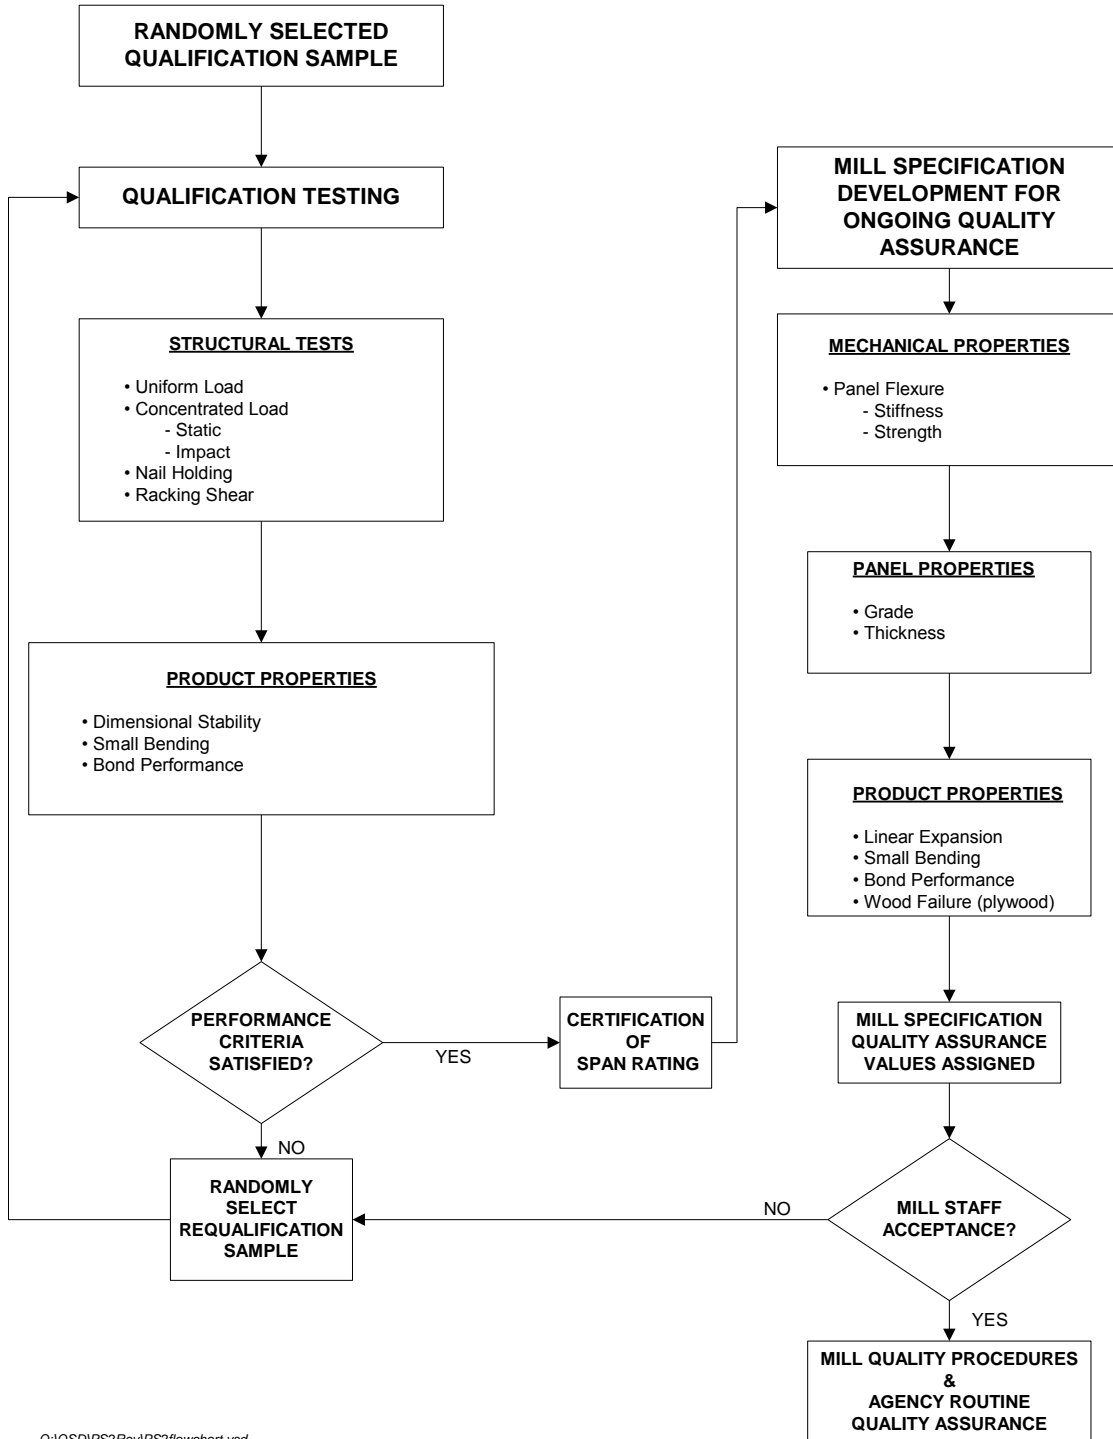 RANDOMLY SELECTED
QUALIFICATION SAMPLE
QUALIFICATION TESTING
STRUCTURAL TESTS
• Uniform Load
• Concentrated Load
- Static
- Impact
• Nail Holding
• Racking Shear
PRODUCT PROPERTIES
• Dimensional Stability
• Small Bending
• Bond Performance
PERFORMANCE
CRITERIA
SATISFIED?
YES
NO
CERTIFICATION
OF
SPAN RATING
RANDOMLY
SELECT
REQUALIFICATION
SAMPLE
MILL SPECIFICATION
DEVELOPMENT FOR
ONGOING QUALITY
ASSURANCE
MECHANICAL PROPERTIES
• Panel Flexure
- Stiffness
- Strength
PANEL PROPERTIES
• Grade
• Thickness
PRODUCT PROPERTIES
• Linear Expansion
• Small Bending
• Bond Performance
• Wood Failure (plywood)
MILL SPECIFICATION
QUALITY ASSURANCE
VALUES ASSIGNED
MILL STAFF
ACCEPTANCE?
NO
YES
MILL QUALITY PROCEDURES
&
AGENCY ROUTINE
QUALITY ASSURANCE